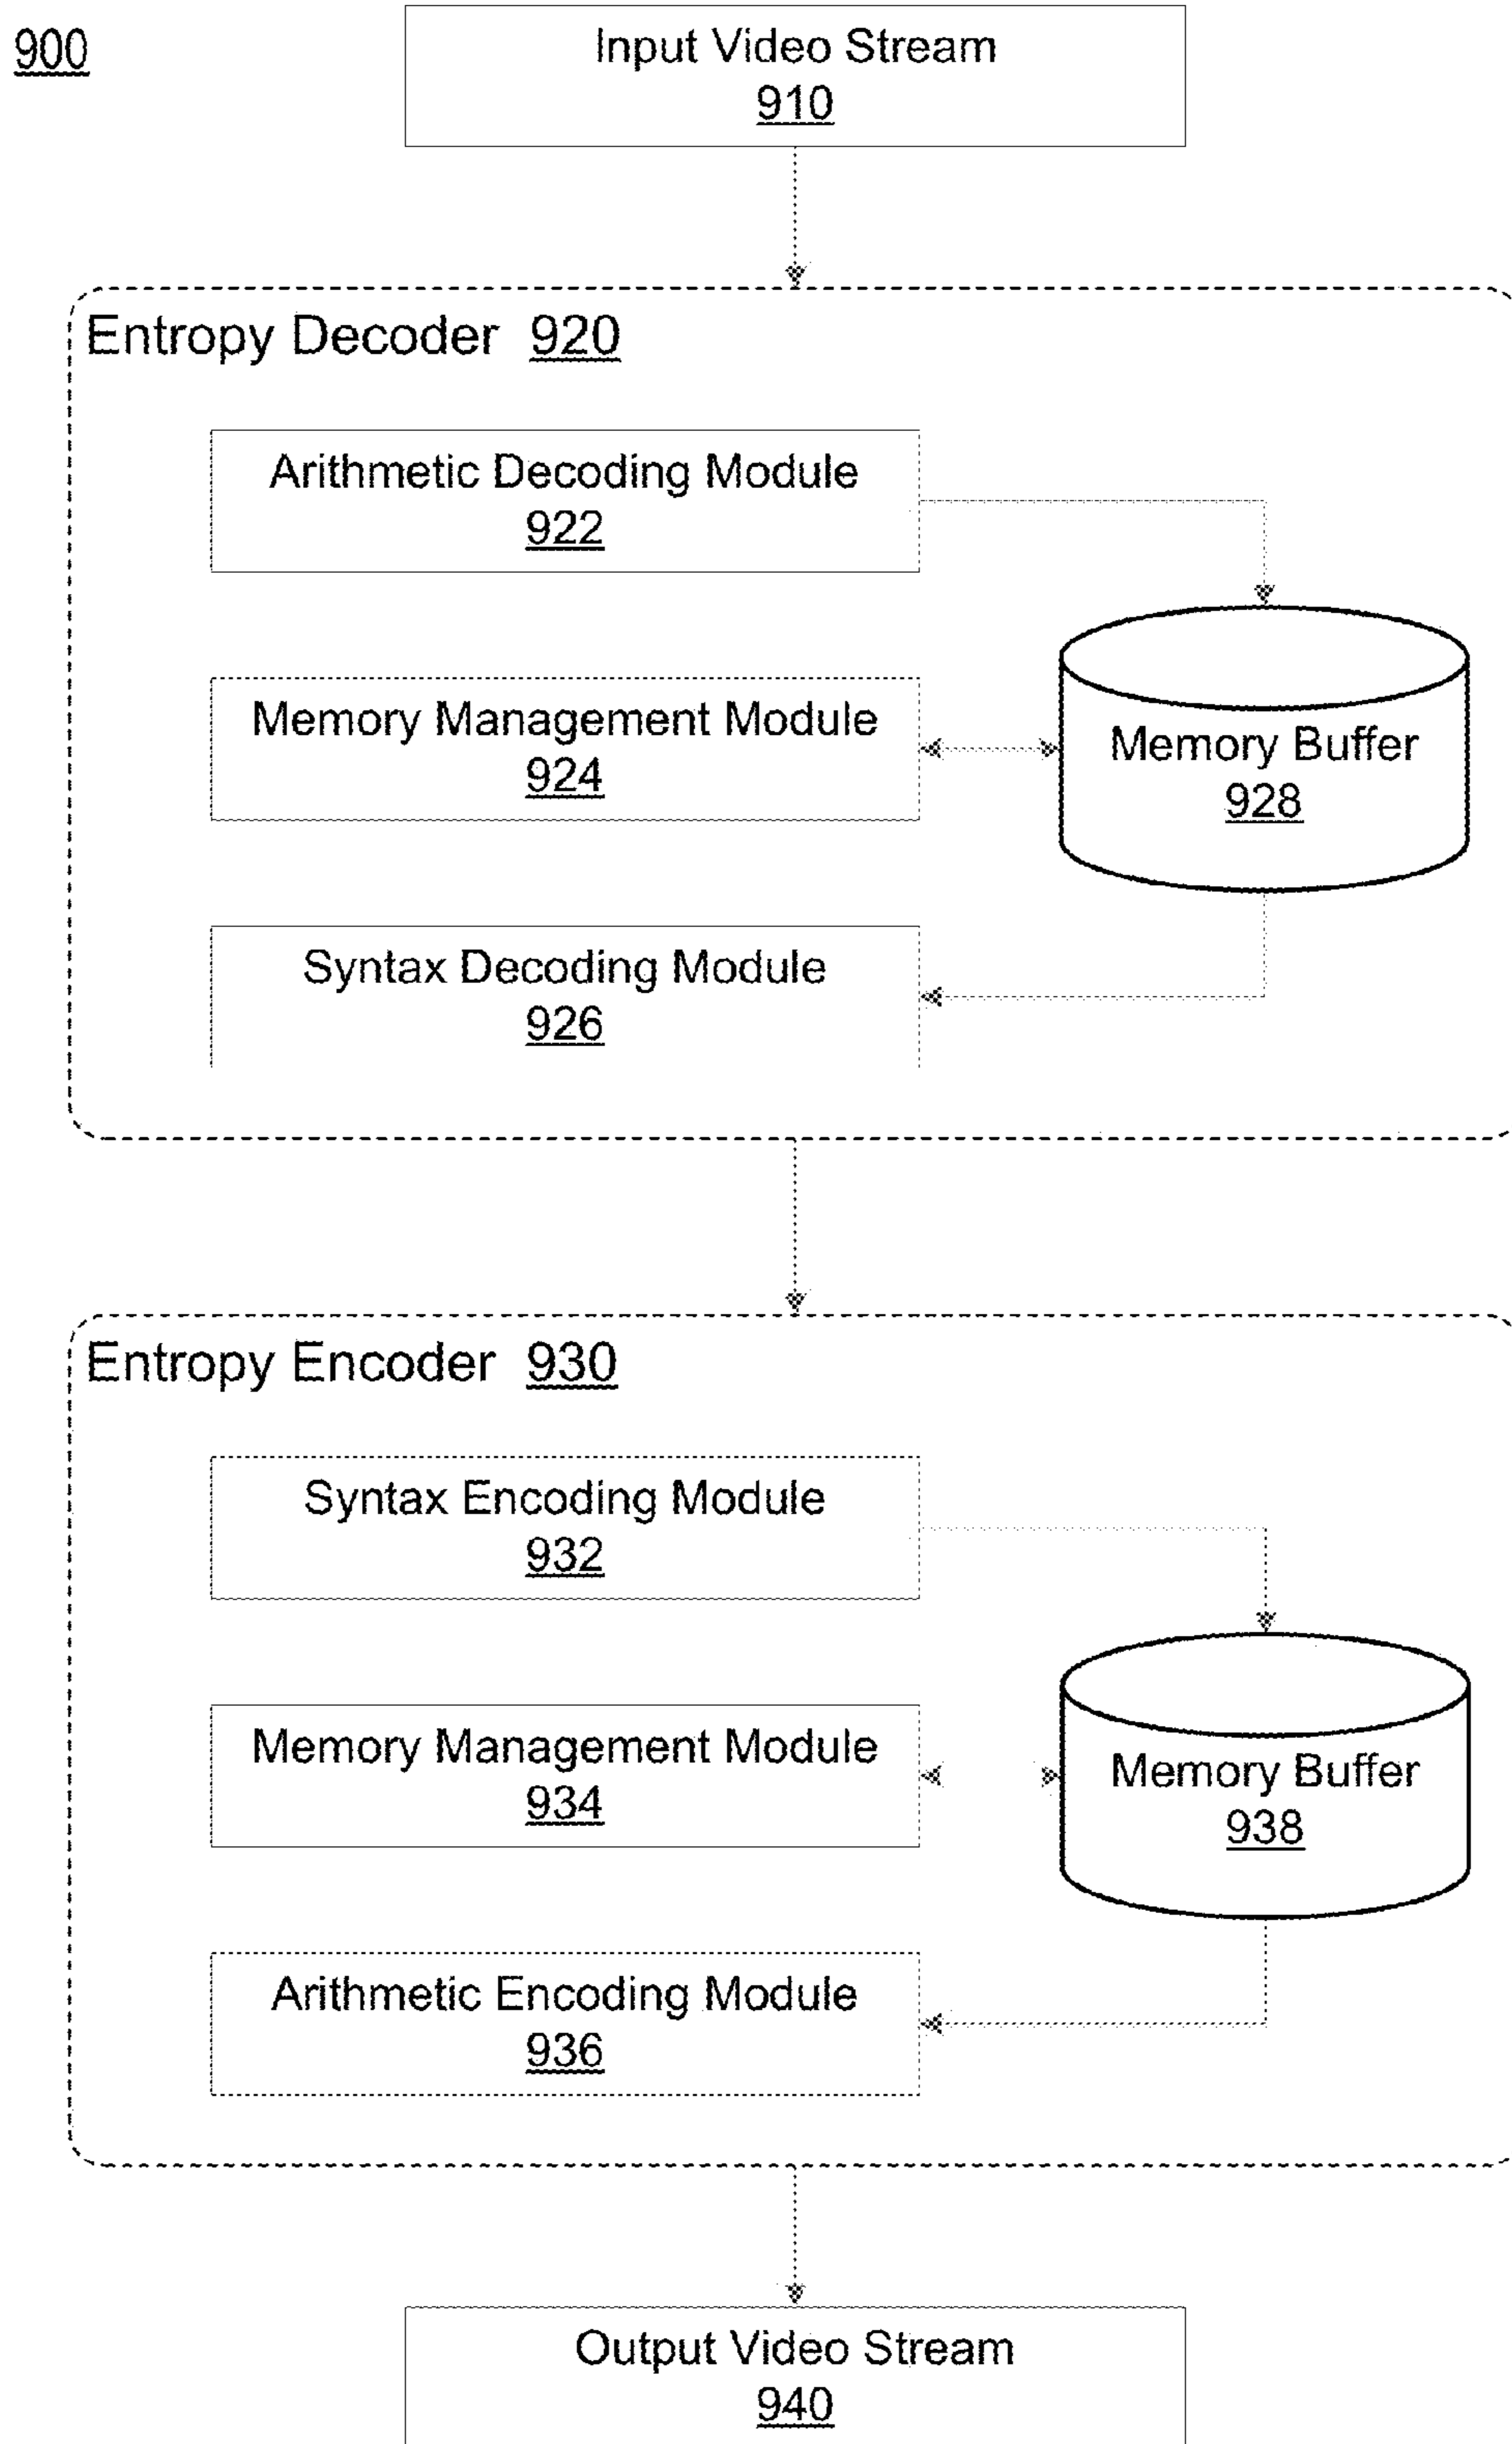 900
Input Video Stream
910
Entropy Decoder 920
Arithmetic Decoding Module
922
Memory Management Module
924
Memory Buffer
928
Syntax Decoding Module
926
Entropy Encoder 930
Syntax Encoding Module
932
Memory Management Module
934
Memory Buffer
938
Arithmetic Encoding Module
936
Output Video Stream
940